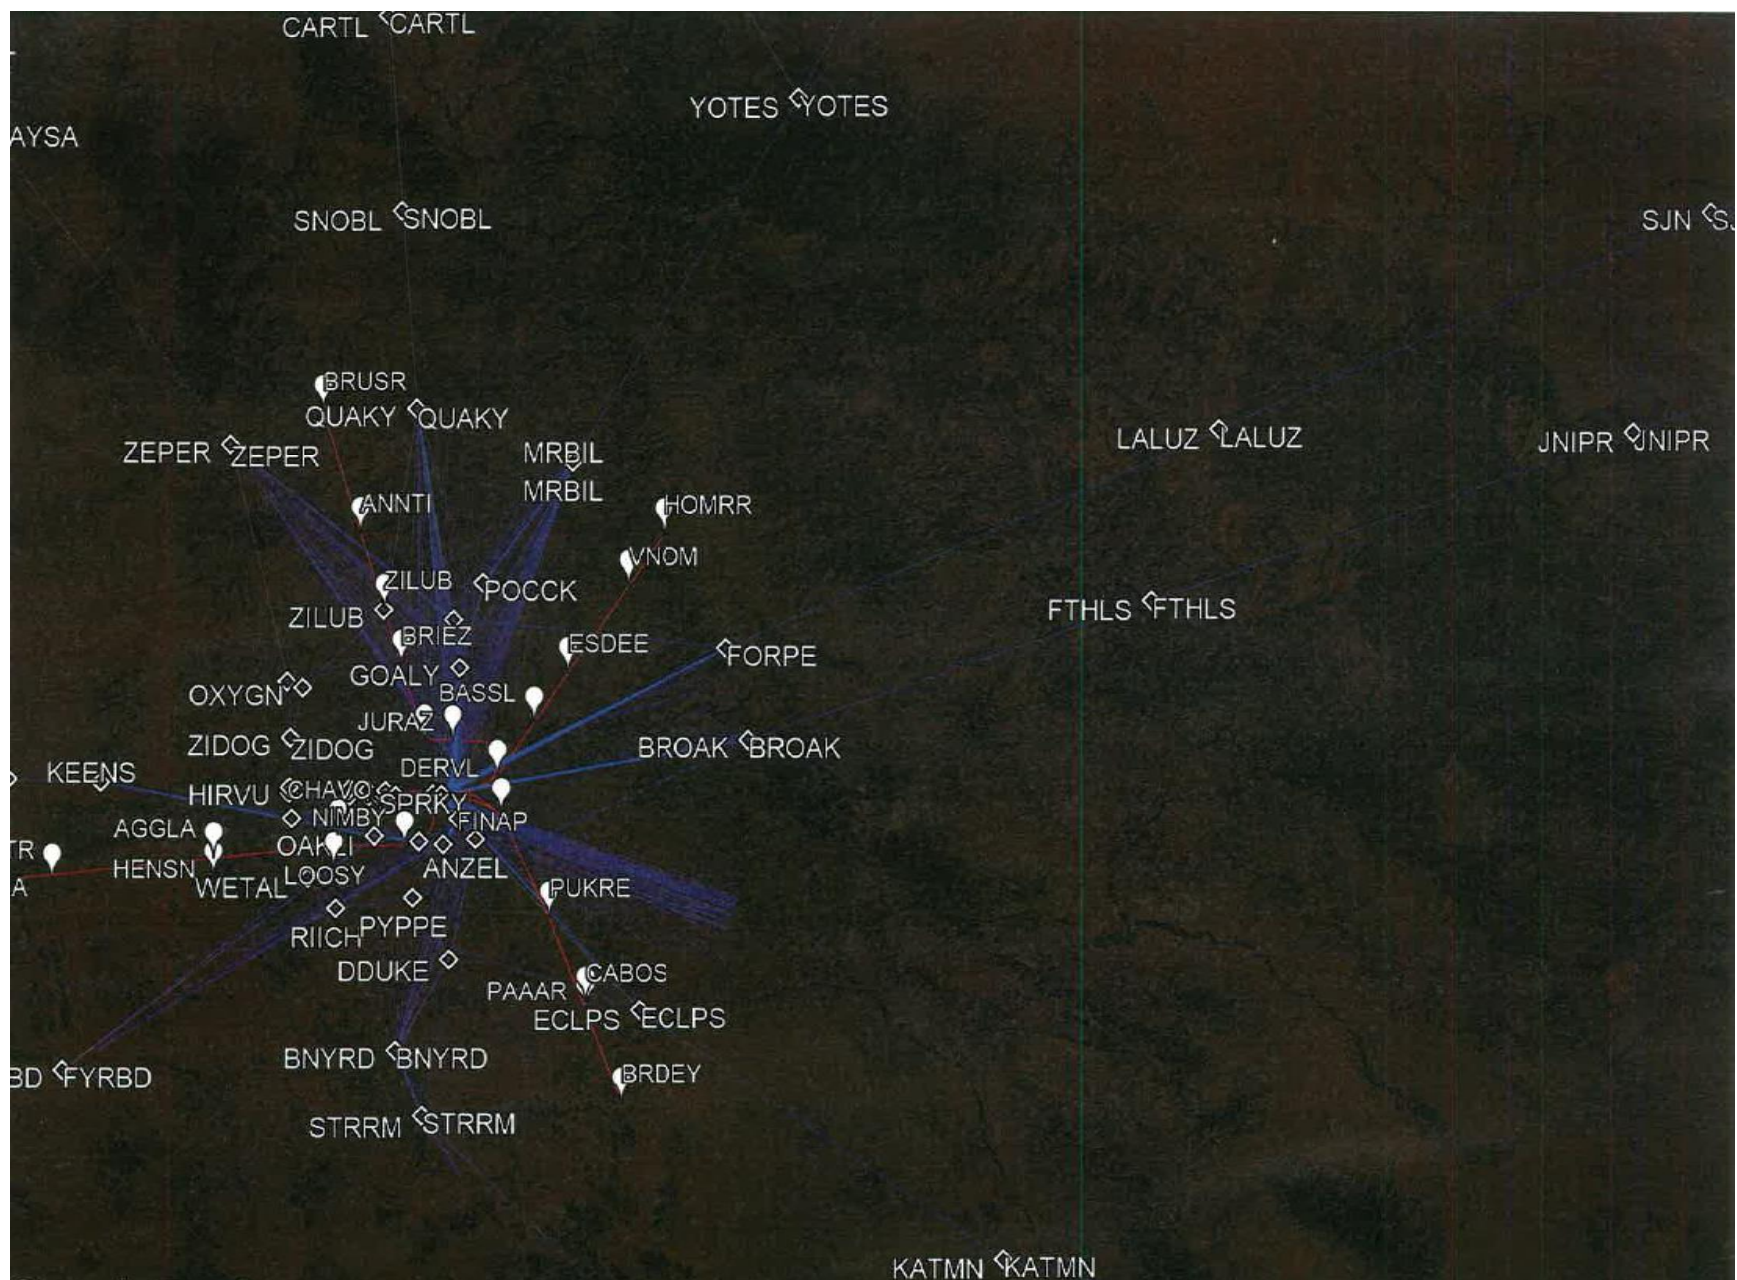 CARTL CARTL
YOTES YOTES
AYSA
SNOBL SNOBL
SJN SJ
BRUSR
QUAKY QUAKY
LALUZ LALUZ
JNIPR JNIPR
ZEPER ZEPER
MRBIL
MRBIL
ANNTI
HOMRR
VNOM
ZILUB
POCCK
FTHLS FTHLS
ZILUB
BRIEZ
ESDEE
FORPE
GOALY
OXYGN
BASSL
JURAZ
ZIDOG ZIDOG
BROAK BROAK
DERVL
KEENS
HIRVU CHAVO
SPRKY
NIMBY
FINAP
AGGLA
OAKLI
TR
HENSN
ANZEL
WETAL LOOSY
A
PUKRE
PYPPE
RIICH
DDUKE
CABOS
PAAAR
ECLPS ECLPS
BNYRD BNYRD
BRDEY
BD FYRBD
STRRM STRRM
KATMN KATMN